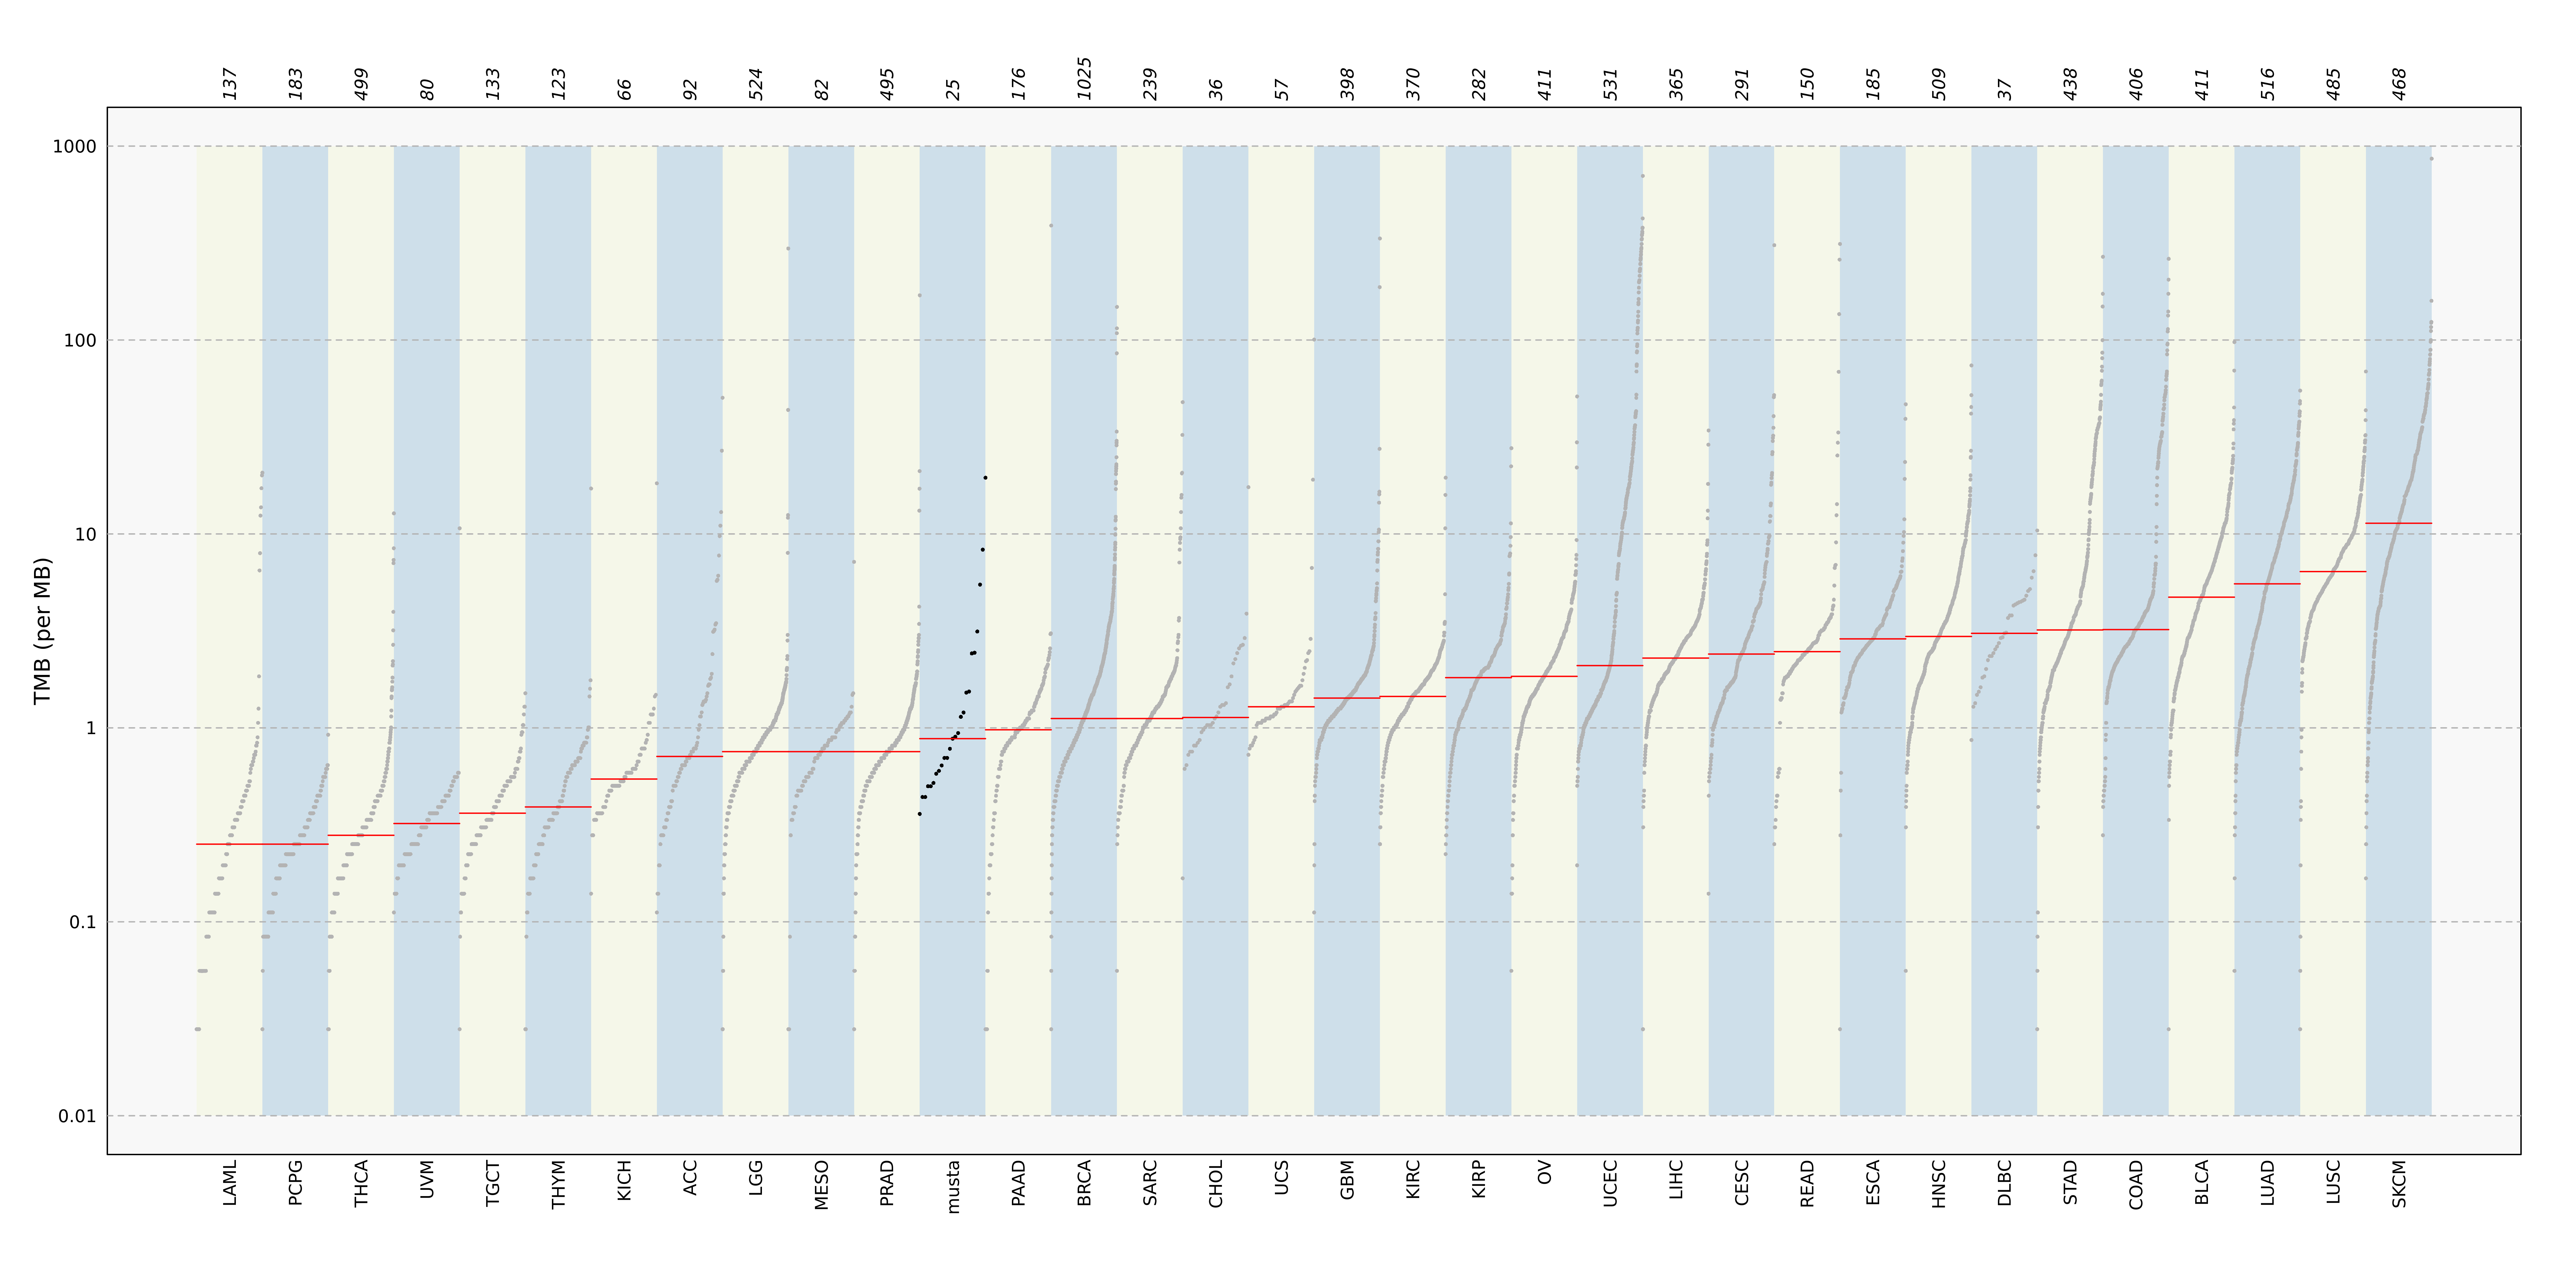 137 183 499 80 133 123 66 92 524 82 495 25 176 1025 239 36 57 398 370 282 411 531 365 291 150 185 509 37 438 406 411 516 485 468
TMB (per MB)
1000
100
10
1
0.1
0.01
LAML PCPG THCA UVM TGCT THYM KICH ACC LGG MESO PRAD musta PAAD BRCA SARC CHOL UCS GBM KIRC KIRP OV UCEC LIHC CESC READ ESCA HNSC DLBC STAD COAD BLCA LUAD LUSC SKCM